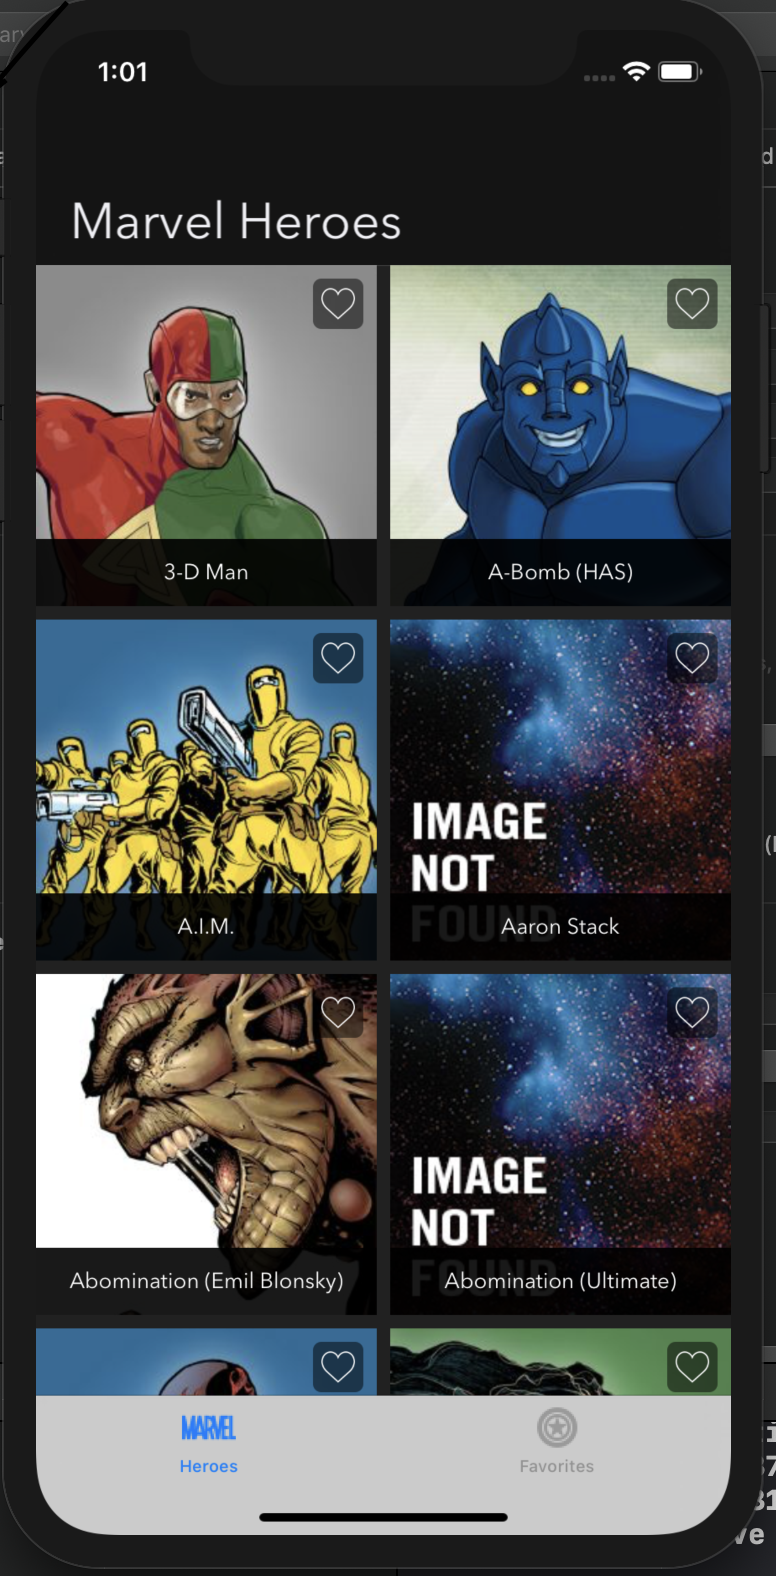 1:01
Marvel Heroes
3-D Man
A-Bomb (HAS)
A.I.M.
IMAGE
NOT
FOUND
Aaron Stack
Abomination (Emil Blonsky)
IMAGE
NOT
FOUND
Abomination (Ultimate)
MARVEL
Heroes
Favorites